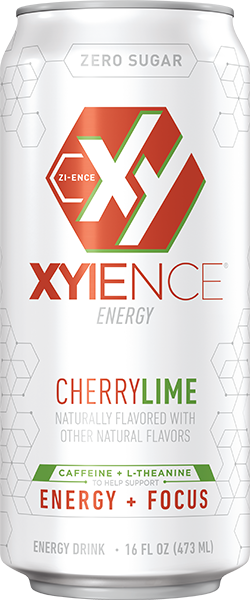 ZERO SUGAR
ZI-ENCE
XY
XYIENCE®
ENERGY
CHERRYLIME
NATURALLY FLAVORED WITH
OTHER NATURAL FLAVORS
CAFFEINE + L-THEANINE
TO HELP SUPPORT
ENERGY + FOCUS
ENERGY DRINK • 16 FL OZ (473 ML)